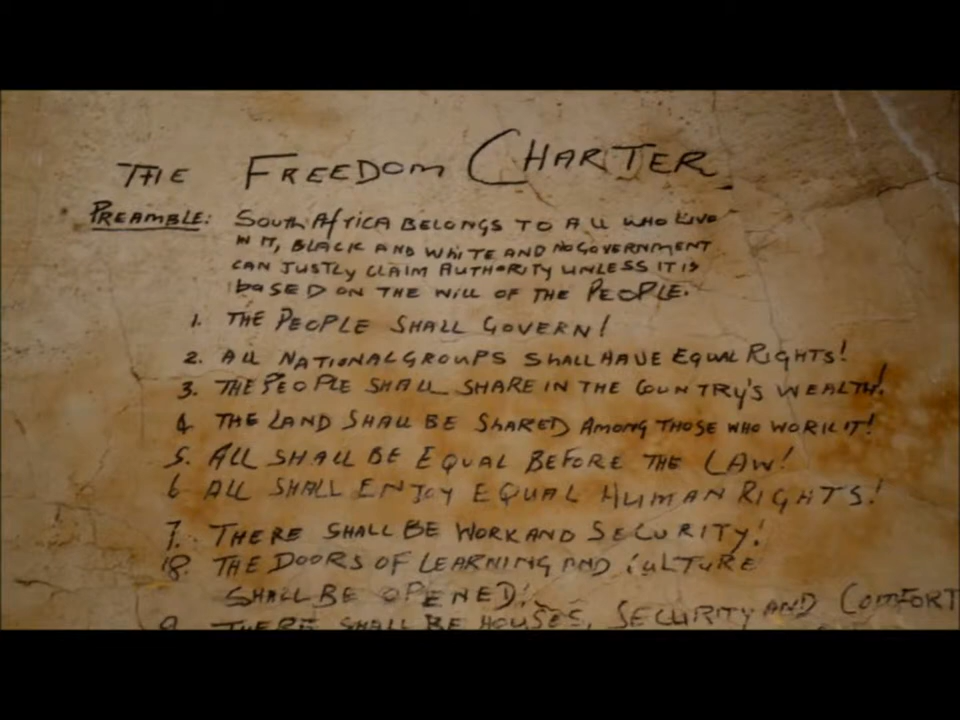 THE FREEDOM CHARTER
PREAMBLE: SOUTH AFRICA BELONGS TO ALL WHO LIVE
IN IT, BLACK AND WHITE AND NO GOVERNMENT
CAN JUSTLY CLAIM AUTHORITY UNLESS IT IS
BASED ON THE WILL OF THE PEOPLE.
1. THE PEOPLE SHALL GOVERN!
2. ALL NATIONAL GROUPS SHALL HAVE EQUAL RIGHTS!
3. THE PEOPLE SHALL SHARE IN THE COUNTRY'S WEALTH!
4 THE LAND SHALL BE SHARED AMONG THOSE WHO WORK IT!
5. ALL SHALL BE EQUAL BEFORE THE LAW!
6 ALL SHALL ENJOY EQUAL HUMAN RIGHTS!
7. THERE SHALL BE WORK AND SECURITY!
8. THE DOORS OF LEARNING AND CULTURE
SHALL BE OPENED!
9 THERE SHALL BE HOUSES, SECURITY AND COMFORT